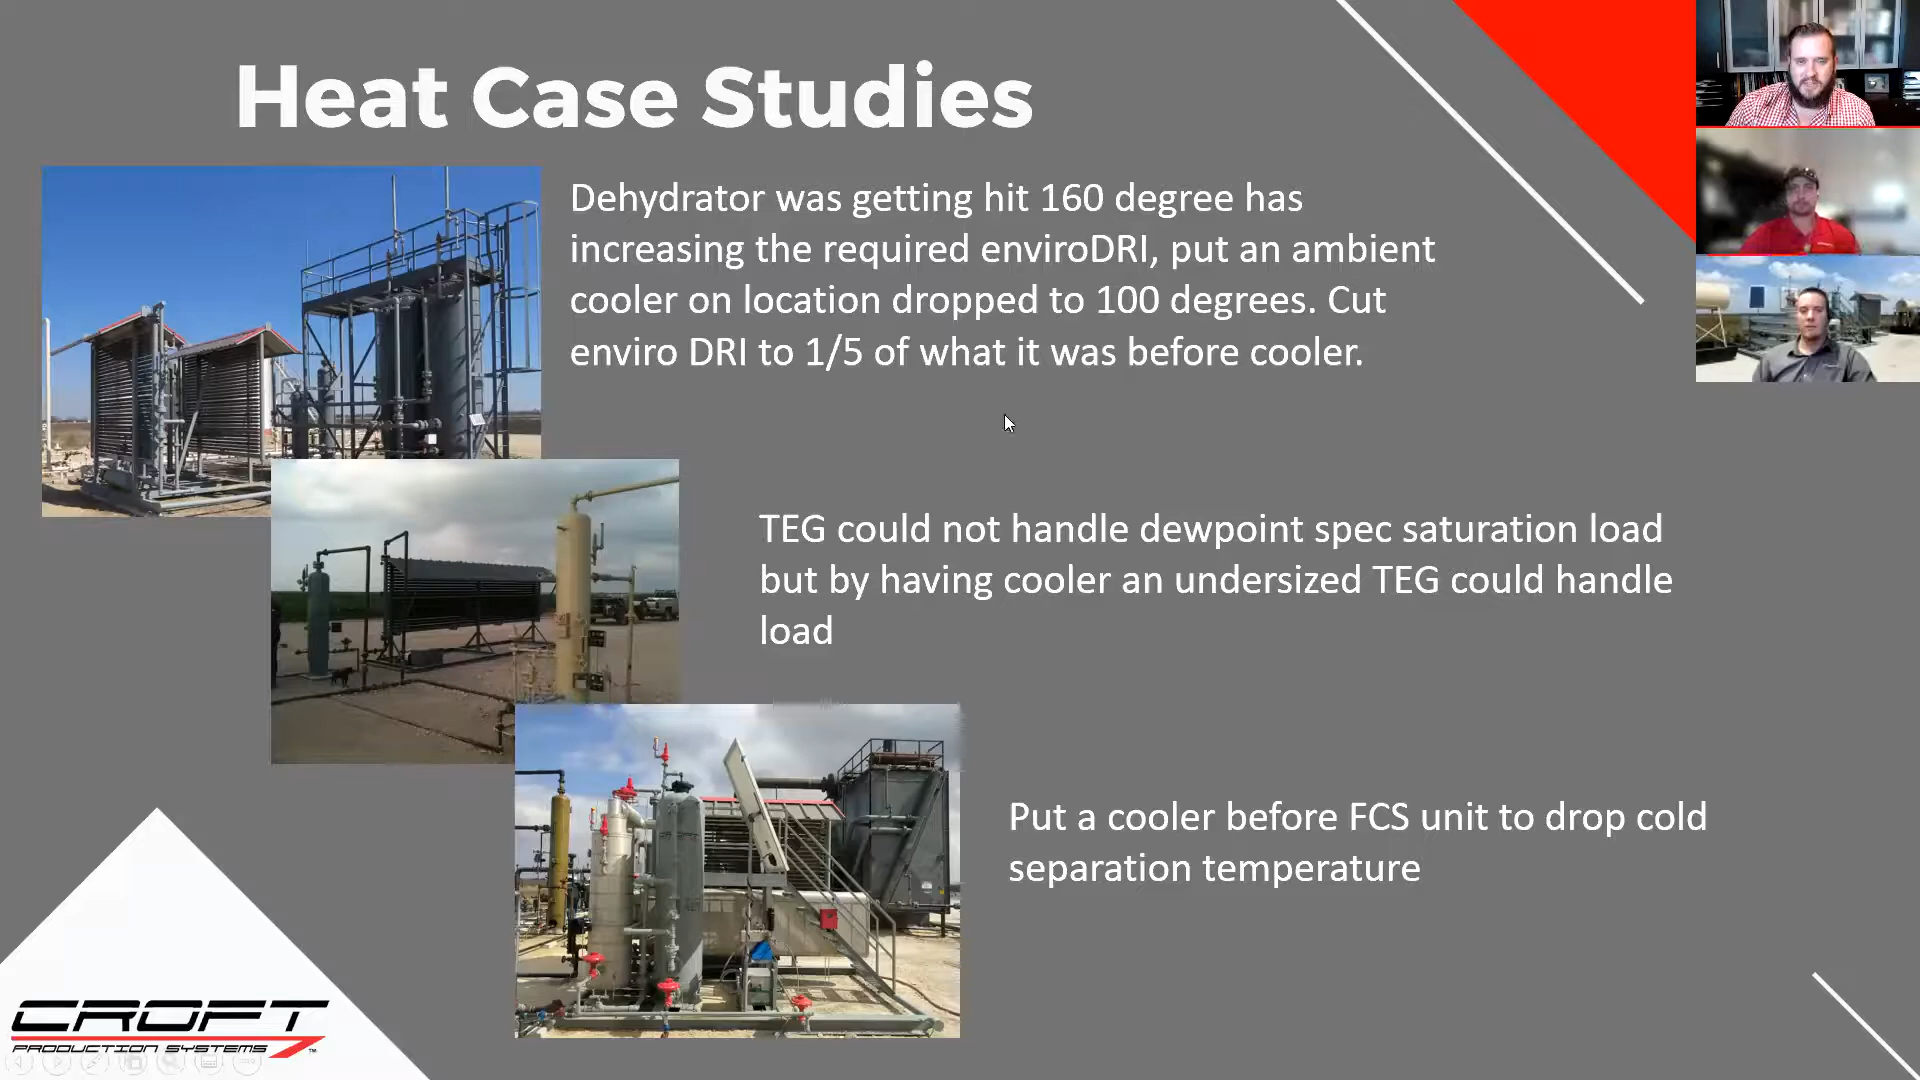 Heat Case Studies
Dehydrator was getting hit 160 degree has
increasing the required enviroDRI, put an ambient
cooler on location dropped to 100 degrees. Cut
enviro DRI to 1/5 of what it was before cooler.
TEG could not handle dewpoint spec saturation load
but by having cooler an undersized TEG could handle
load
Put a cooler before FCS unit to drop cold
separation temperature
CROFT
PRODUCTION SYSTEMS™